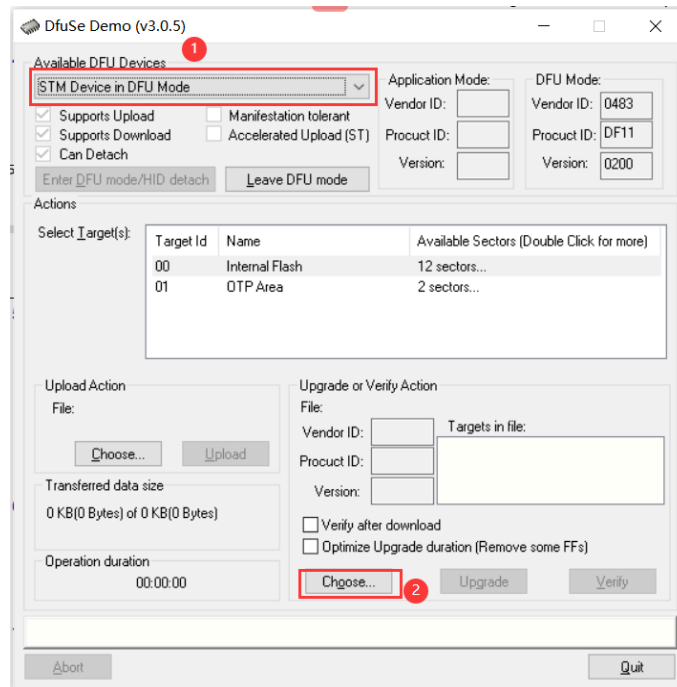 DfuSe Demo (v3.0.5)
1
Available DFU Devices
STM Device in DFU Mode
Supports Upload
Manifestation tolerant
Supports Download
Accelerated Upload (ST)
Can Detach
Enter DFU mode/HID detach
Leave DFU mode
Application Mode:
Vendor ID:
Procuct ID:
Version:
DFU Mode:
Vendor ID: 0483
Procuct ID: DF11
Version: 0200
Actions
Select Target(s):
Target Id Name Available Sectors (Double Click for more)
00 Internal Flash 12 sectors...
01 OTP Area 2 sectors...
Upload Action
File:
Choose... Upload
Transferred data size
0 KB(0 Bytes) of 0 KB(0 Bytes)
Operation duration
00:00:00
Upgrade or Verify Action
File:
Vendor ID:
Procuct ID:
Version:
Targets in file:
Verify after download
Optimize Upgrade duration (Remove some FFs)
Choose... 2 Upgrade Verify
Abort Quit